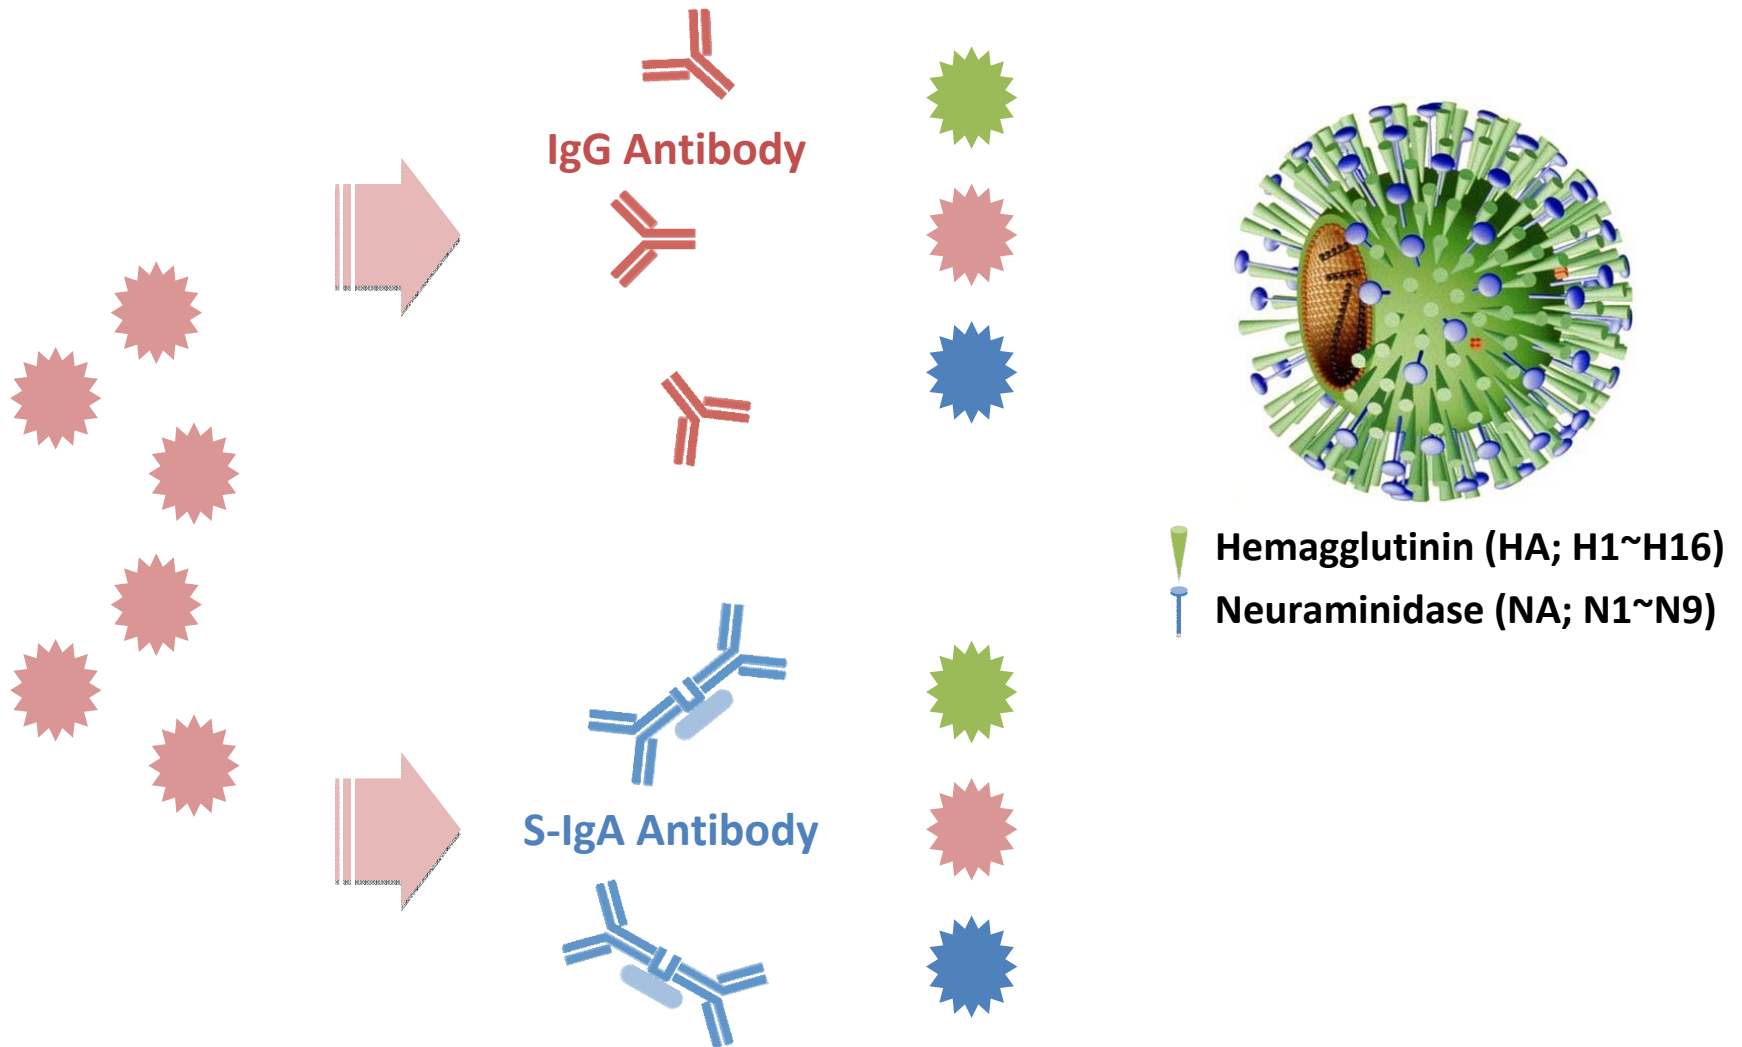 IgG Antibody
Hemagglutinin (HA; H1~H16)
Neuraminidase (NA; N1~N9)
S-IgA Antibody